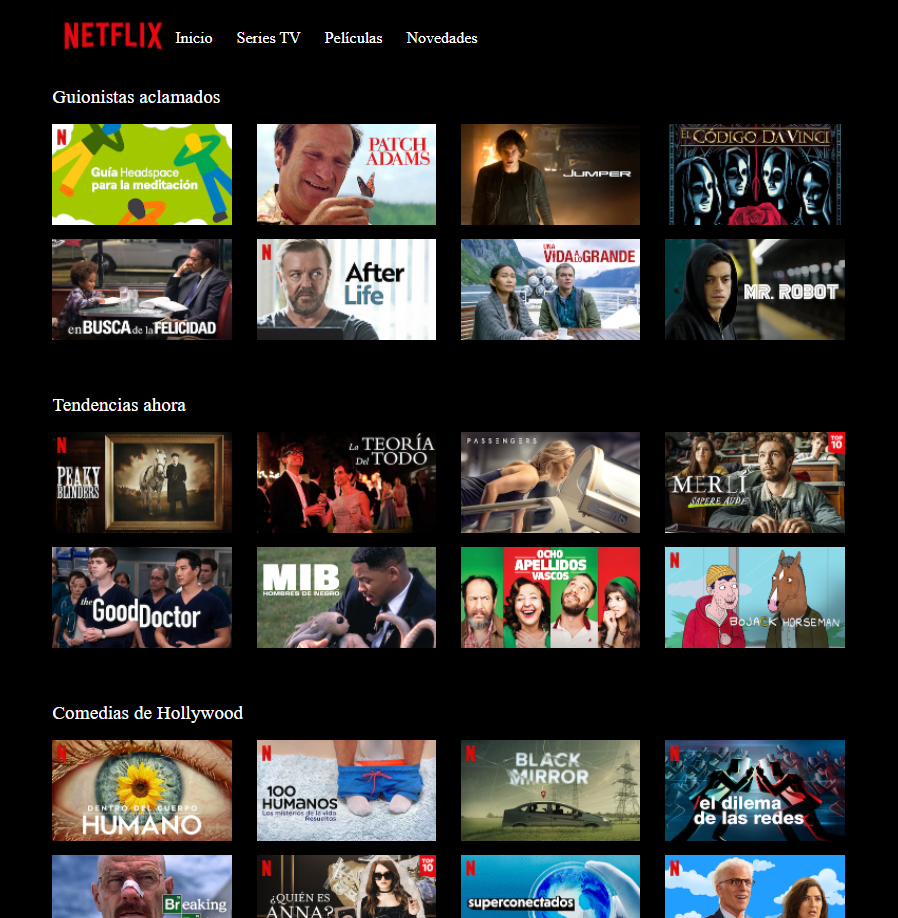 NETFLIX Inicio Series TV Películas Novedades
Guionistas aclamados
N
Guía Headspace
para la meditación
PATCH
ADAMS
JUMPER
EL CÓDIGO DA VINCI
en BUSCA de la FELICIDAD
N
After
Life
UNA
VIDA A LO GRANDE
MR. ROBOT
Tendencias ahora
N
PEAKY
BLINDERS
La TEORÍA
Del TODO
PASSENGERS
TOP
10
MERLÍ
SAPERE AUDE
the GoodDoctor
MIB
HOMBRES DE NEGRO
OCHO
APELLIDOS
VASCOS
N
BOJACK HORSEMAN
Comedias de Hollywood
N
DENTRO DEL CUERPO
HUMANO
N
100
HUMANOS
Los misterios de la vida
Resueltos
N
BLACK
MIRROR
N
el dilema
de las redes
Breaking
N
TOP
10
¿QUIÉN ES
ANNA?
N
superconectados
N